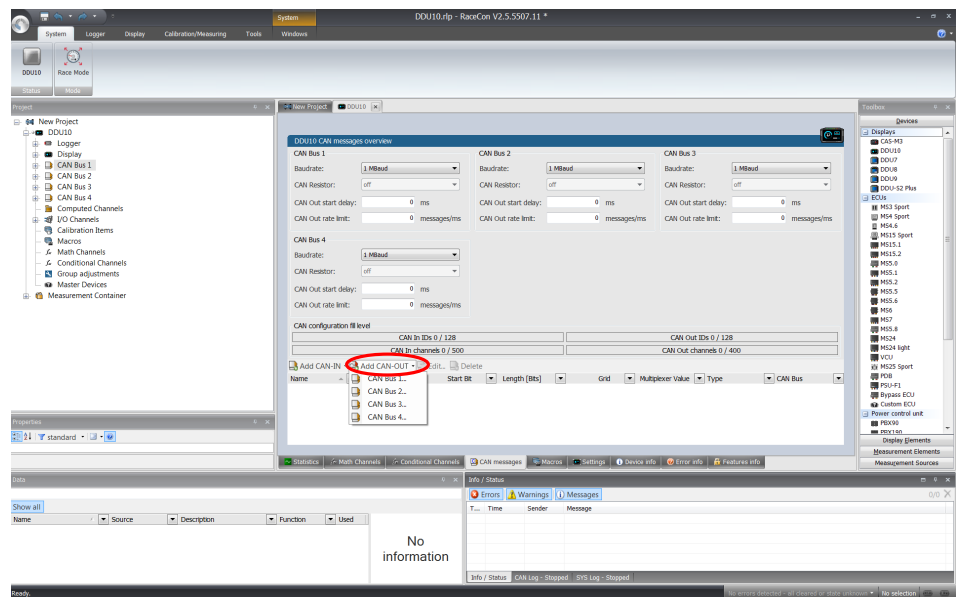 System
DDU10.rlp - RaceCon V2.5.5507.11 *
System
Logger
Display
Calibration/Measuring
Tools
Windows
DDU10
Race Mode
Status
Mode
Project
New Project
DDU10
Logger
Display
CAN Bus 1
CAN Bus 2
CAN Bus 3
CAN Bus 4
Computed Channels
I/O Channels
Calibration Items
Macros
Math Channels
Conditional Channels
Group adjustments
Master Devices
Measurement Container
Properties
standard
New Project
DDU10
DDU10 CAN messages overview
CAN Bus 1
CAN Bus 2
CAN Bus 3
Baudrate: 1 MBaud
Baudrate: 1 MBaud
Baudrate: 1 MBaud
CAN Resistor: off
CAN Resistor: off
CAN Resistor: off
CAN Out start delay: 0 ms
CAN Out start delay: 0 ms
CAN Out start delay: 0 ms
CAN Out rate limit: 0 messages/ms
CAN Out rate limit: 0 messages/ms
CAN Out rate limit: 0 messages/ms
CAN Bus 4
Baudrate: 1 MBaud
CAN Resistor: off
CAN Out start delay: 0 ms
CAN Out rate limit: 0 messages/ms
CAN configuration fill level
CAN In IDs 0 / 128
CAN Out IDs 0 / 128
CAN In channels 0 / 500
CAN Out channels 0 / 400
Add CAN-IN
Add CAN-OUT
Edit...
Delete
Name
Start Bit
Length [Bits]
Grid
Multiplexer Value
Type
CAN Bus
CAN Bus 1...
CAN Bus 2...
CAN Bus 3...
CAN Bus 4...
Statistics
Math Channels
Conditional Channels
CAN messages
Macros
Settings
Device info
Error info
Features info
Toolbox
Devices
Displays
CAS-M3
DDU10
DDU7
DDU8
DDU9
DDU-S2 Plus
ECUs
MS3 Sport
MS4 Sport
MS4.6
MS15 Sport
MS15.1
MS15.2
MS5.0
MS5.1
MS5.2
MS5.5
MS5.6
MS6
MS7
MS5.8
MS24
MS24 light
VCU
MS25 Sport
PDB
PSU-F1
Bypass ECU
Custom ECU
Power control unit
PBX90
PBX190
Display Elements
Measurement Elements
Measurement Sources
Data
Show all
Name
Source
Description
Function
Used
No
information
Info / Status
Errors
Warnings
Messages
0/0
T...
Time
Sender
Message
Info / Status
CAN Log - Stopped
SYS Log - Stopped
Ready.
No errors detected - all cleared or state unknown
No selection